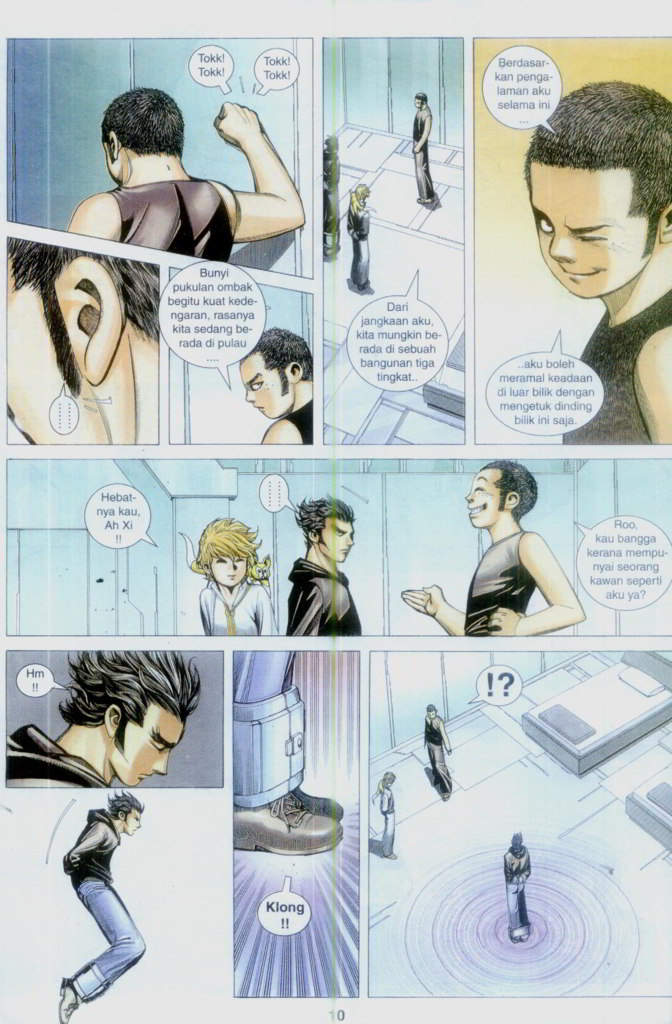 Tokk!
Tokk!
Tokk!
Tokk!
......
Bunyi
pukulan ombak
begitu kuat kede-
ngaran, rasanya
kita sedang be-
rada di pulau
....
Dari
jangkaan aku,
kita mungkin be-
rada di sebuah
bangunan tiga
tingkat..
Berdasar-
kan penga-
laman aku
selama ini
...
..aku boleh
meramal keadaan
di luar bilik dengan
mengetuk dinding
bilik ini saja.
Hebat-
nya kau,
Ah Xi
!!
......
Roo,
kau bangga
kerana mempu-
nyai seorang
kawan seperti
aku ya?
Hm
!!
Klong
!!
!?
10